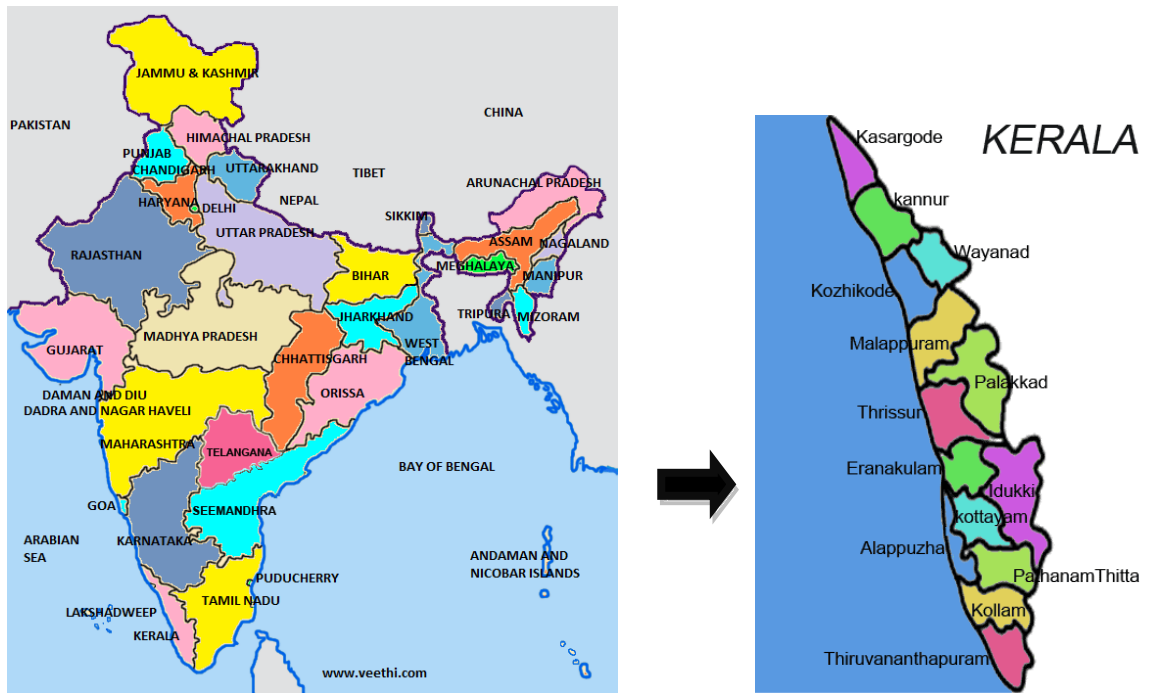 JAMMU & KASHMIR
CHINA
PAKISTAN
HIMACHAL PRADESH
PUNJAB
CHANDIGARH
UTTARAKHAND
TIBET
ARUNACHAL PRADESH
HARYANA
DELHI
NEPAL
SIKKIM
UTTAR PRADESH
ASSAM
NAGALAND
RAJASTHAN
BIHAR
MEGHALAYA
MANIPUR
TRIPURA
MIZORAM
JHARKHAND
MADHYA PRADESH
WEST
BENGAL
GUJARAT
CHHATTISGARH
ORISSA
DAMAN AND DIU
DADRA AND NAGAR HAVELI
MAHARASHTRA
TELANGANA
BAY OF BENGAL
GOA
SEEMANDHRA
ARABIAN
SEA
KARNATAKA
ANDAMAN AND
NICOBAR ISLANDS
PUDUCHERRY
TAMIL NADU
LAKSHADWEEP
KERALA
www.veethi.com
KERALA
Kasargode
kannur
Wayanad
Kozhikode
Malappuram
Palakkad
Thrissur
Eranakulam
Idukki
kottayam
Alappuzha
PathanamThitta
Kollam
Thiruvananthapuram